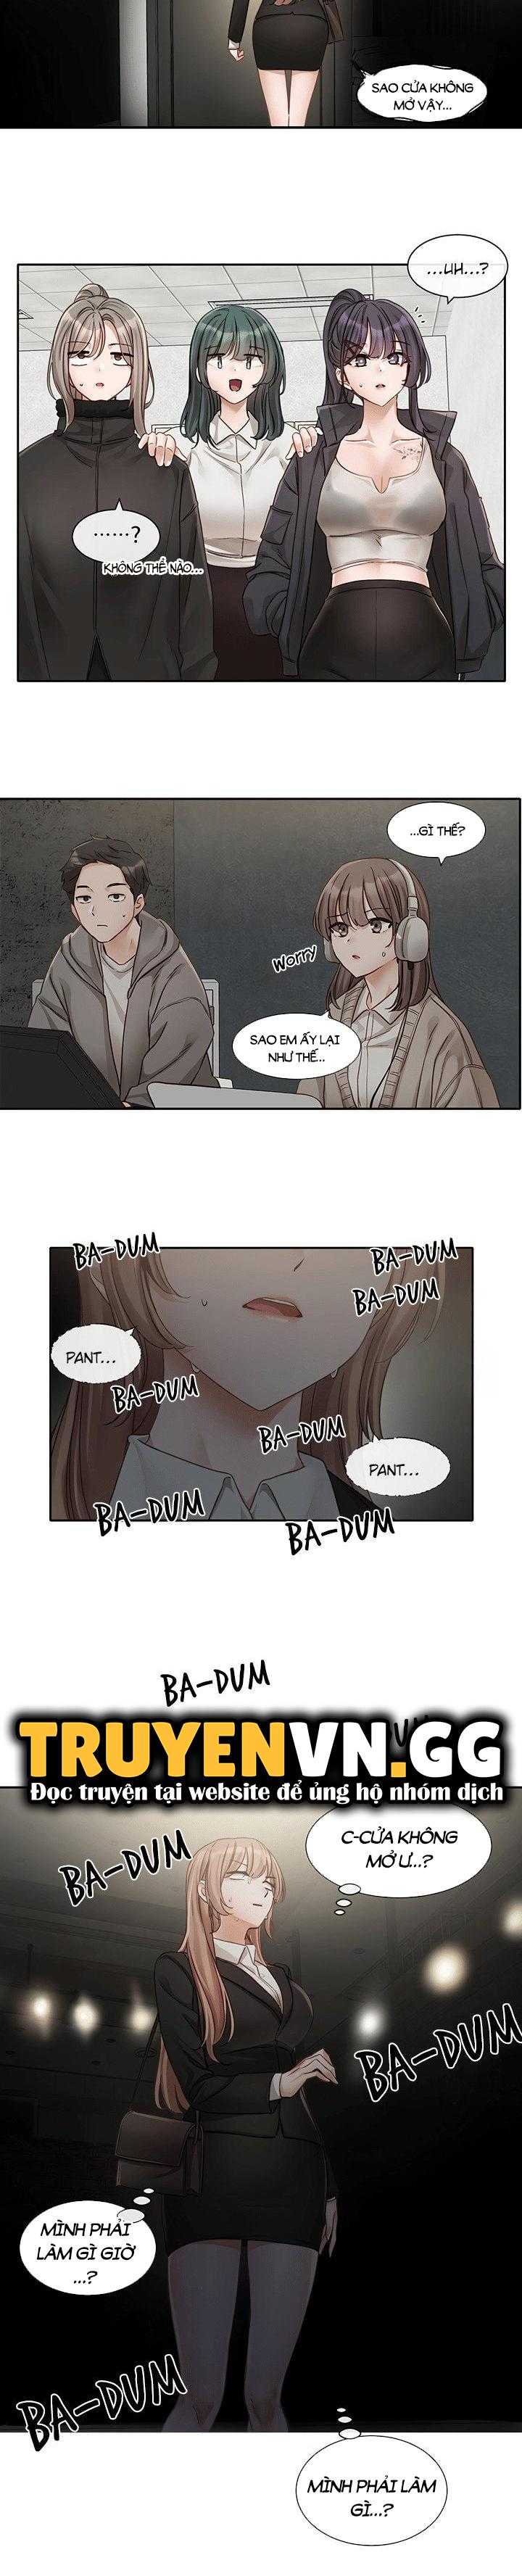 SAO CỬA KHÔNG
MỞ VẬY...
...UH...?
......?
KHÔNG THỂ NÀO...
...GÌ THẾ?
Worry
SAO EM ẤY LẠI
NHƯ THẾ...
BA-DUM
BA-DUM
BA-DUM
PANT...
BA-DUM
BA-DUM
PANT...
BA-DUM
BA-DUM
BA-DUM
TRUYENVN.GG
Đọc truyện tại website để ủng hộ nhóm dịch
C-CỬA KHÔNG
MỞ Ư...?
BA-DUM
BA-DUM
MÌNH PHẢI
LÀM GÌ GIỜ
...?
BA-DUM
MÌNH PHẢI LÀM
GÌ...?